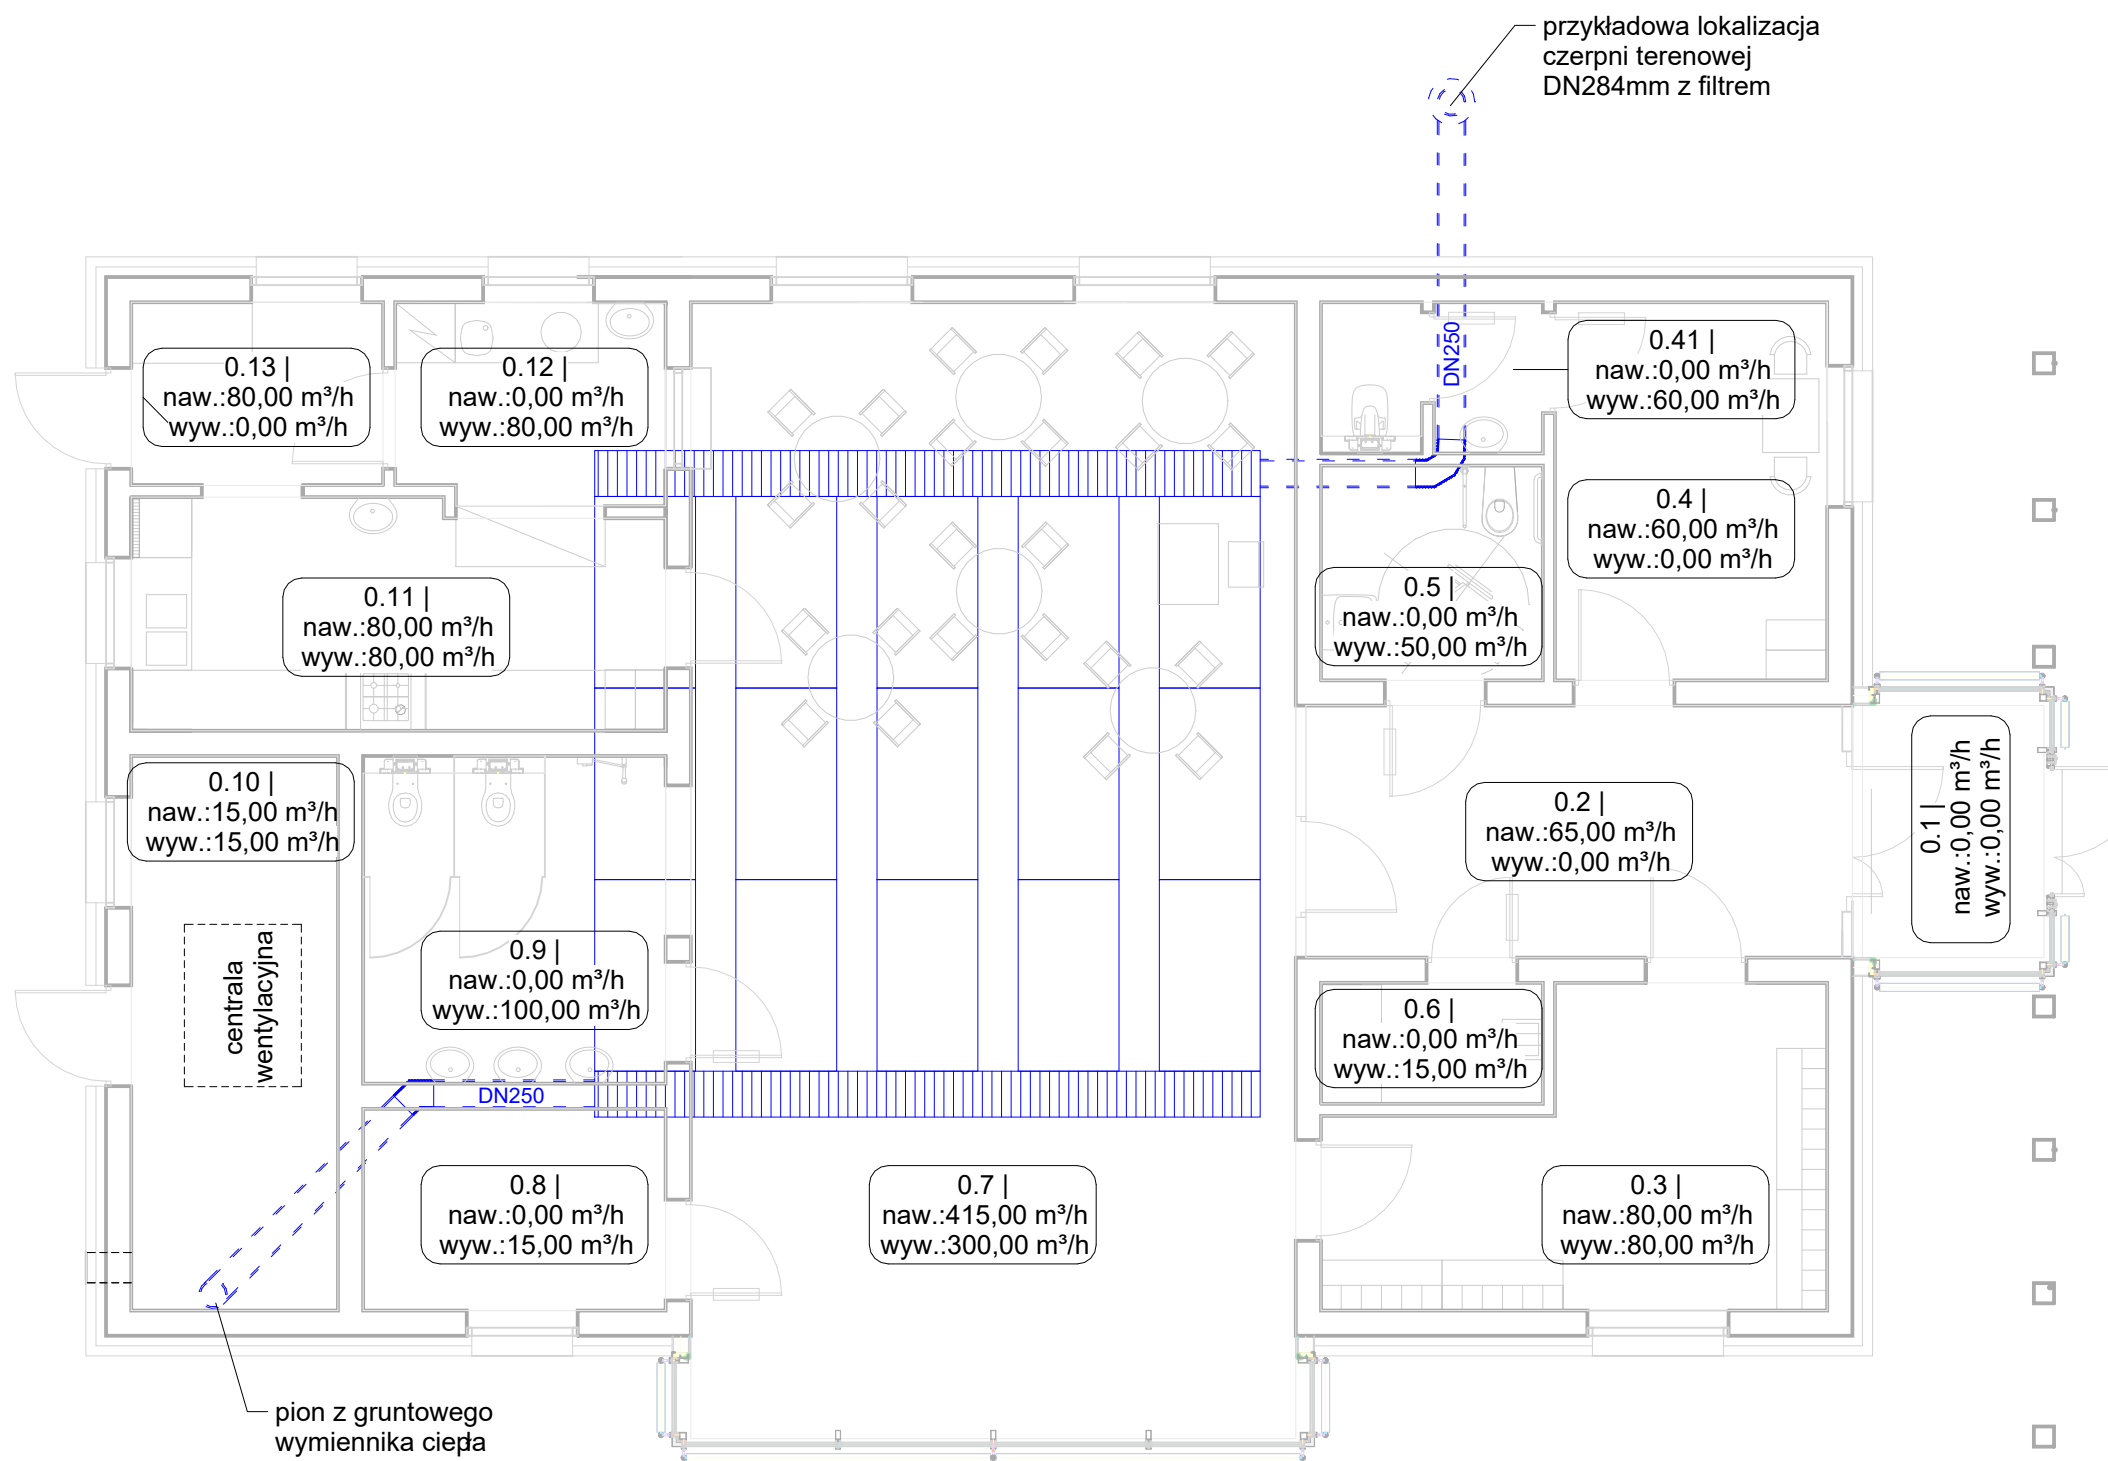 przykładowa lokalizacja
czerpni terenowej
DN284mm z filtrem
DN250
0.13 |
naw.:80,00 m³/h
wyw.:0,00 m³/h
0.12 |
naw.:0,00 m³/h
wyw.:80,00 m³/h
0.41 |
naw.:0,00 m³/h
wyw.:60,00 m³/h
0.4 |
naw.:60,00 m³/h
wyw.:0,00 m³/h
0.11 |
naw.:80,00 m³/h
wyw.:80,00 m³/h
0.5 |
naw.:0,00 m³/h
wyw.:50,00 m³/h
0.10 |
naw.:15,00 m³/h
wyw.:15,00 m³/h
0.2 |
naw.:65,00 m³/h
wyw.:0,00 m³/h
0.1 |
naw.:0,00 m³/h
wyw.:0,00 m³/h
centrala
wentylacyjna
0.9 |
naw.:0,00 m³/h
wyw.:100,00 m³/h
0.6 |
naw.:0,00 m³/h
wyw.:15,00 m³/h
DN250
0.8 |
naw.:0,00 m³/h
wyw.:15,00 m³/h
0.7 |
naw.:415,00 m³/h
wyw.:300,00 m³/h
0.3 |
naw.:80,00 m³/h
wyw.:80,00 m³/h
pion z gruntowego
wymiennika ciepła